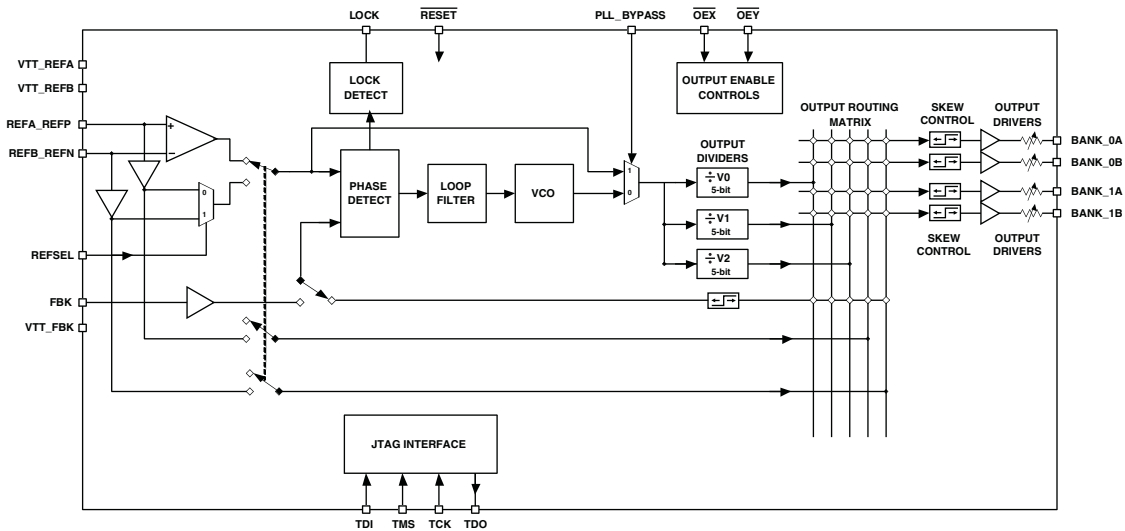 LOCK
RESET
PLL_BYPASS
OEX
OEY
VTT_REFA
VTT_REFB
REFA_REFP
REFB_REFN
REFSEL
FBK
VTT_FBK
LOCK
DETECT
OUTPUT ENABLE
CONTROLS
+
−
0
1
PHASE
DETECT
LOOP
FILTER
VCO
1
0
OUTPUT
DIVIDERS
÷V0
5-bit
÷V1
5-bit
÷V2
5-bit
OUTPUT ROUTING
MATRIX
SKEW
CONTROL
OUTPUT
DRIVERS
BANK_0A
BANK_0B
BANK_1A
BANK_1B
SKEW
CONTROL
OUTPUT
DRIVERS
JTAG INTERFACE
TDI
TMS
TCK
TDO